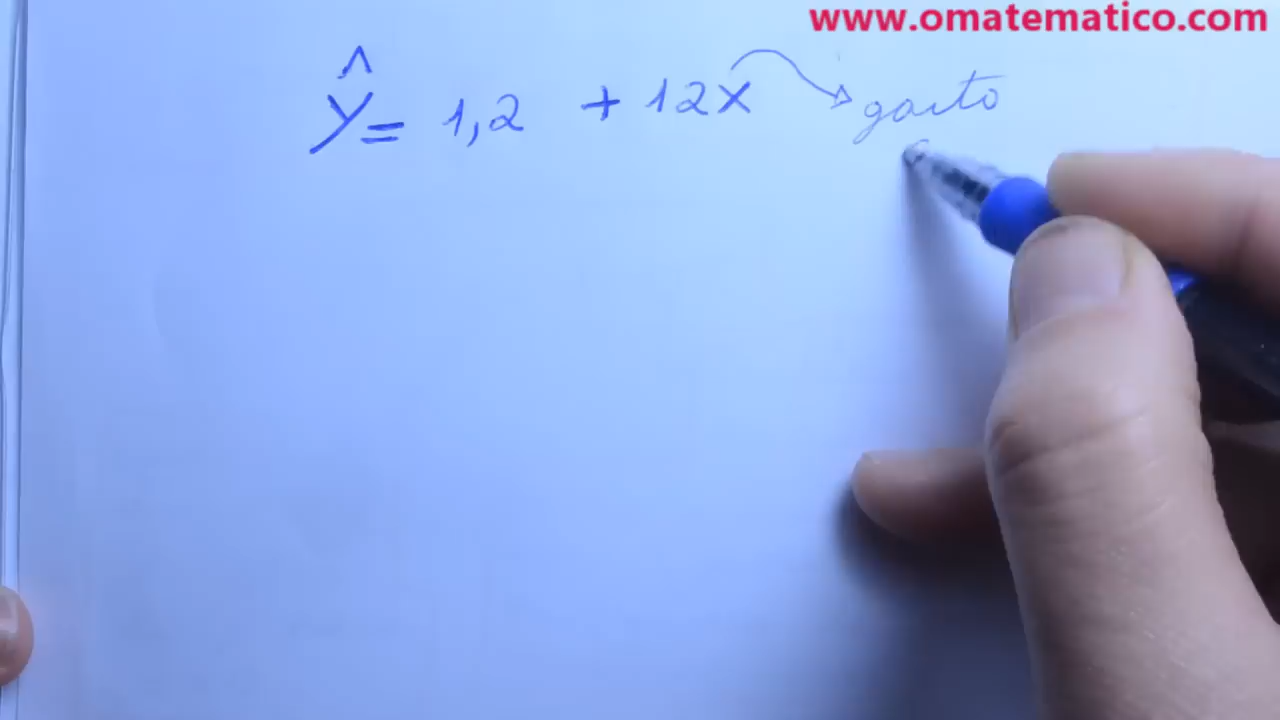 www.omatematico.com
ŷ = 1,2 + 12x → gasto